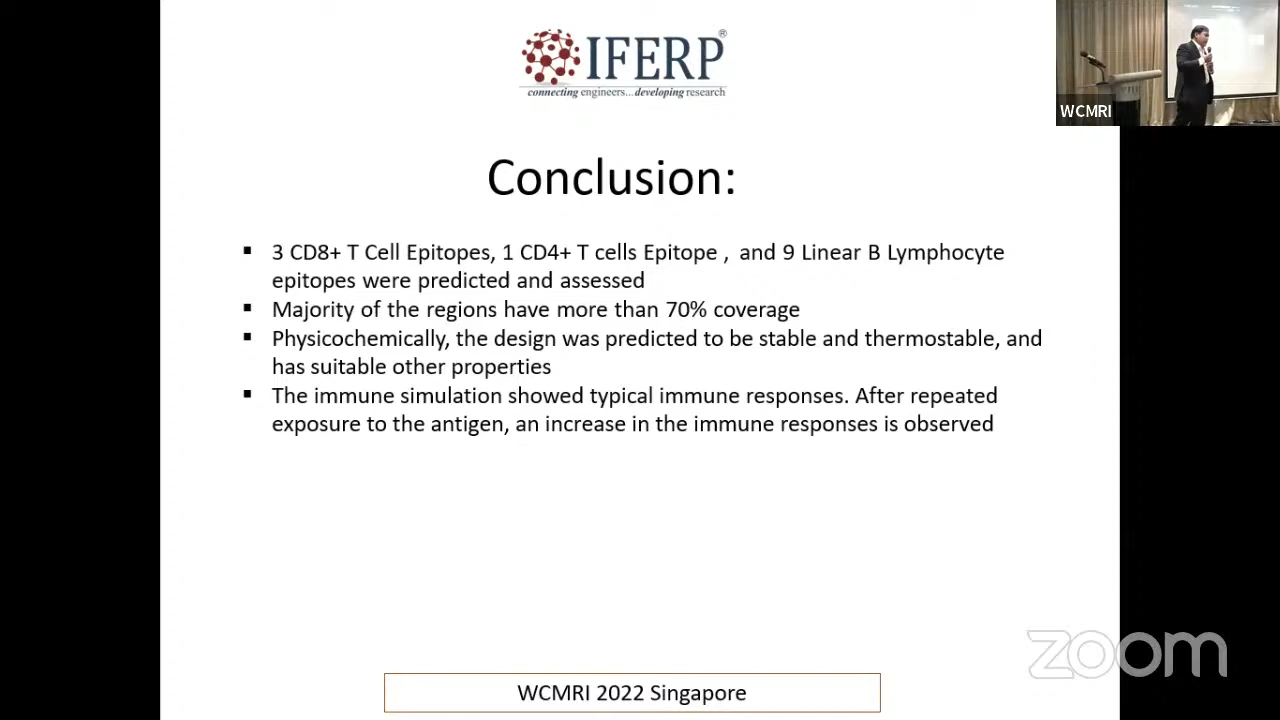 IFERP®
connecting engineers...developing research
WCMRI
Conclusion:
▪ 3 CD8+ T Cell Epitopes, 1 CD4+ T cells Epitope , and 9 Linear B Lymphocyte
epitopes were predicted and assessed
▪ Majority of the regions have more than 70% coverage
▪ Physicochemically, the design was predicted to be stable and thermostable, and
has suitable other properties
▪ The immune simulation showed typical immune responses. After repeated
exposure to the antigen, an increase in the immune responses is observed
zoom
WCMRI 2022 Singapore